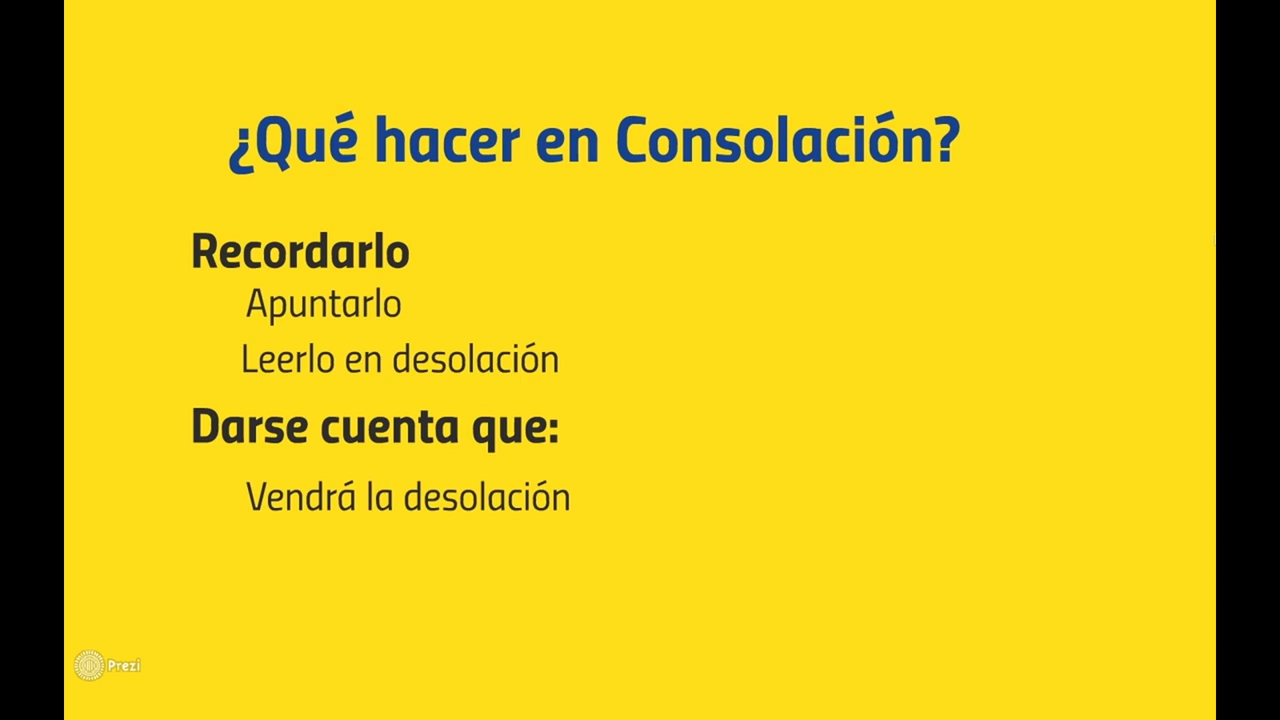 ¿Qué hacer en Consolación?
Recordarlo
Apuntarlo
Leerlo en desolación
Darse cuenta que:
Vendrá la desolación
Prezi